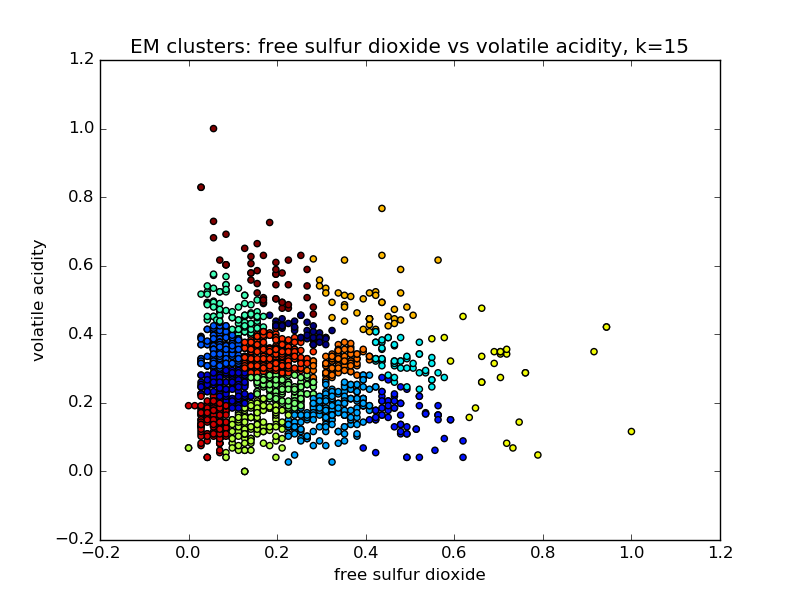 EM clusters: free sulfur dioxide vs volatile acidity, k=15
1.2
1.0
0.8
0.6
0.4
0.2
0.0
−0.2
volatile acidity
−0.2 0.0 0.2 0.4 0.6 0.8 1.0 1.2
free sulfur dioxide